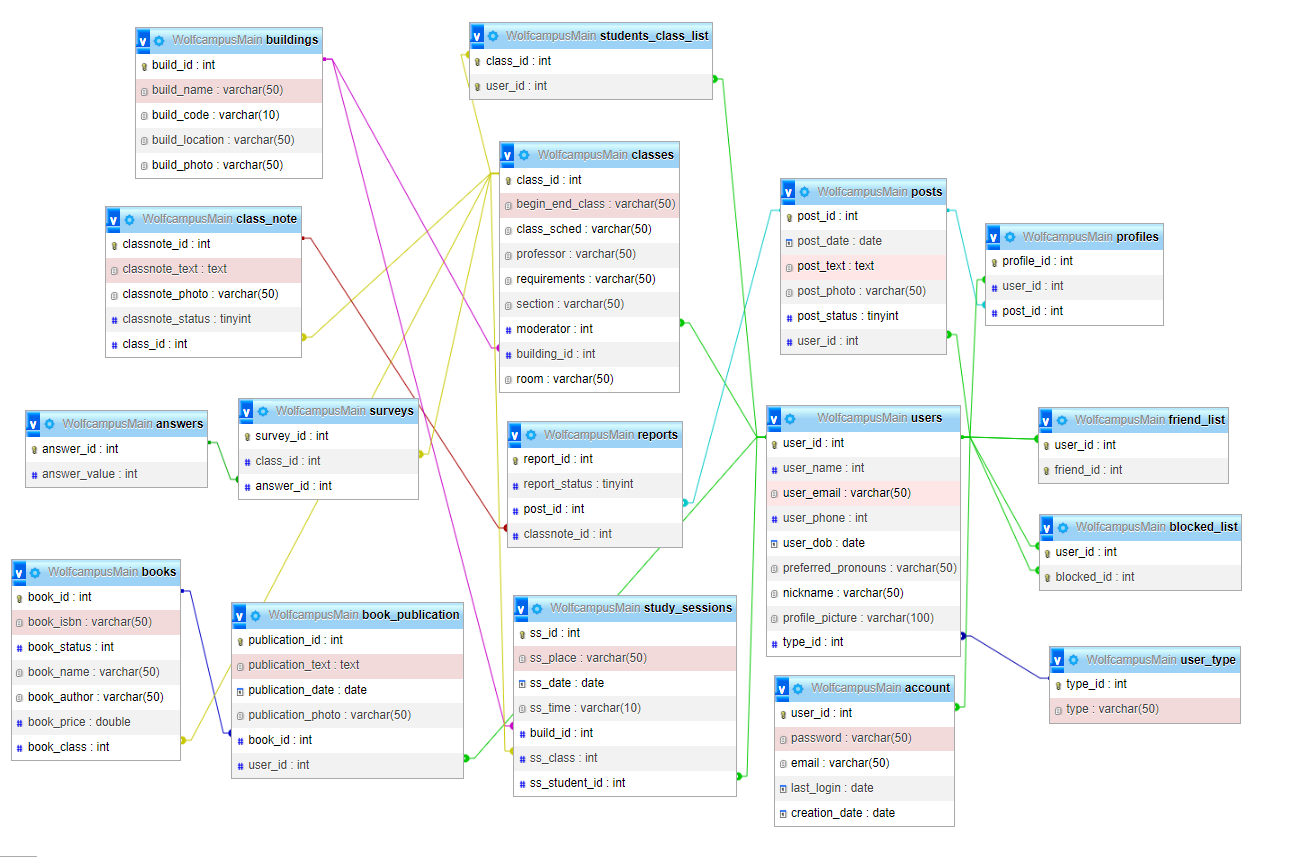 WolfcampusMain buildings
build_id : int
build_name : varchar(50)
build_code : varchar(10)
build_location : varchar(50)
build_photo : varchar(50)
WolfcampusMain students_class_list
class_id : int
user_id : int
WolfcampusMain classes
class_id : int
begin_end_class : varchar(50)
class_sched : varchar(50)
professor : varchar(50)
requirements : varchar(50)
section : varchar(50)
moderator : int
building_id : int
room : varchar(50)
WolfcampusMain posts
post_id : int
post_date : date
post_text : text
post_photo : varchar(50)
post_status : tinyint
user_id : int
WolfcampusMain profiles
profile_id : int
user_id : int
post_id : int
WolfcampusMain class_note
classnote_id : int
classnote_text : text
classnote_photo : varchar(50)
classnote_status : tinyint
class_id : int
WolfcampusMain answers
answer_id : int
answer_value : int
WolfcampusMain surveys
survey_id : int
class_id : int
answer_id : int
WolfcampusMain reports
report_id : int
report_status : tinyint
post_id : int
classnote_id : int
WolfcampusMain users
user_id : int
user_name : int
user_email : varchar(50)
user_phone : int
user_dob : date
preferred_pronouns : varchar(50)
nickname : varchar(50)
profile_picture : varchar(100)
type_id : int
WolfcampusMain friend_list
user_id : int
friend_id : int
WolfcampusMain blocked_list
user_id : int
blocked_id : int
WolfcampusMain books
book_id : int
book_isbn : varchar(50)
book_status : int
book_name : varchar(50)
book_author : varchar(50)
book_price : double
book_class : int
WolfcampusMain book_publication
publication_id : int
publication_text : text
publication_date : date
publication_photo : varchar(50)
book_id : int
user_id : int
WolfcampusMain study_sessions
ss_id : int
ss_place : varchar(50)
ss_date : date
ss_time : varchar(10)
build_id : int
ss_class : int
ss_student_id : int
WolfcampusMain account
user_id : int
password : varchar(50)
email : varchar(50)
last_login : date
creation_date : date
WolfcampusMain user_type
type_id : int
type : varchar(50)